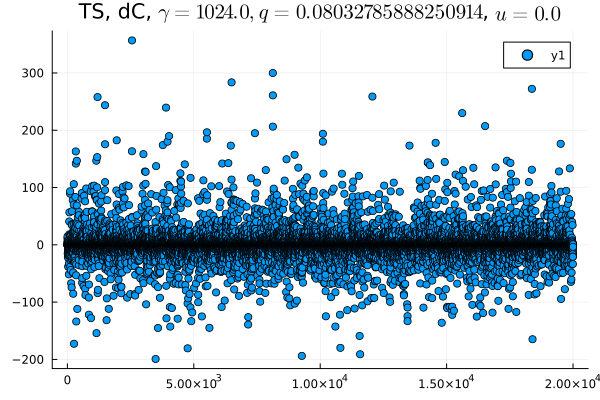 TS, dC, γ = 1024.0, q = 0.08032785888250914, u = 0.0
y1
300
200
100
0
−100
−200
0 5.00×10³ 1.00×10⁴ 1.50×10⁴ 2.00×10⁴